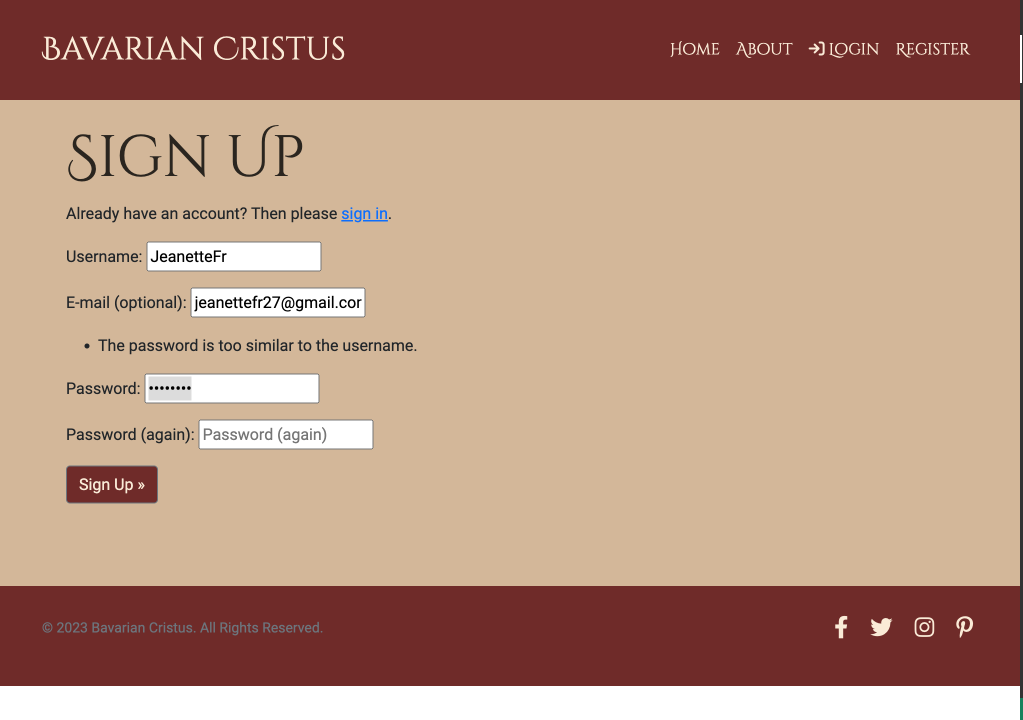 Bavarian Cristus
Home About Login Register
Sign Up
Already have an account? Then please sign in.
Username: JeanetteFr
E-mail (optional): jeanettefr27@gmail.cor
• The password is too similar to the username.
Password: ••••••••
Password (again): Password (again)
Sign Up »
© 2023 Bavarian Cristus. All Rights Reserved.